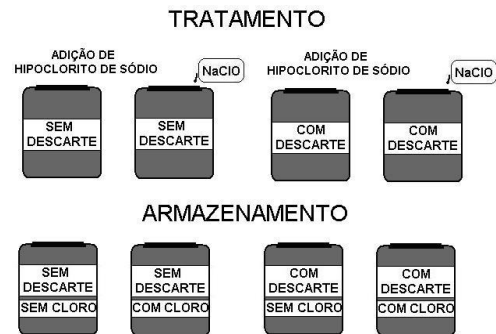 TRATAMENTO
ADIÇÃO DE
HIPOCLORITO DE SÓDIO
NaClO
ADIÇÃO DE
HIPOCLORITO DE SÓDIO
NaClO
SEM
DESCARTE
SEM
DESCARTE
COM
DESCARTE
COM
DESCARTE
ARMAZENAMENTO
SEM
DESCARTE
SEM CLORO
SEM
DESCARTE
COM CLORO
COM
DESCARTE
SEM CLORO
COM
DESCARTE
COM CLORO